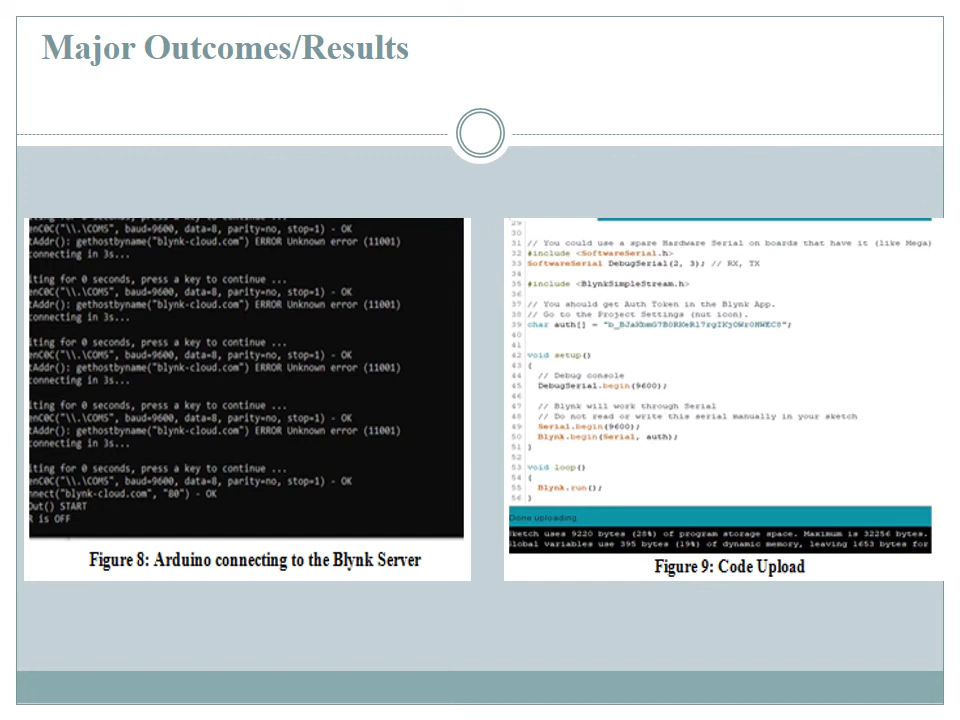 Major Outcomes/Results
iting for 0 seconds, press a key to continue ...
enC0C("\\.\COM5", baud=9600, data=8, parity=no, stop=1) - OK
tAddr(): gethostbyname("blynk-cloud.com") ERROR Unknown error (11001)
connecting in 3s...
iting for 0 seconds, press a key to continue ...
enC0C("\\.\COM5", baud=9600, data=8, parity=no, stop=1) - OK
tAddr(): gethostbyname("blynk-cloud.com") ERROR Unknown error (11001)
connecting in 3s...
iting for 0 seconds, press a key to continue ...
enC0C("\\.\COM5", baud=9600, data=8, parity=no, stop=1) - OK
tAddr(): gethostbyname("blynk-cloud.com") ERROR Unknown error (11001)
connecting in 3s...
iting for 0 seconds, press a key to continue ...
enC0C("\\.\COM5", baud=9600, data=8, parity=no, stop=1) - OK
tAddr(): gethostbyname("blynk-cloud.com") ERROR Unknown error (11001)
connecting in 3s...
iting for 0 seconds, press a key to continue ...
enC0C("\\.\COM5", baud=9600, data=8, parity=no, stop=1) - OK
nnect("blynk-cloud.com", "80") - OK
Out() START
R is OFF
Figure 8: Arduino connecting to the Blynk Server
29
30
31 // You could use a spare Hardware Serial on boards that have it (like Mega)
32 #include <SoftwareSerial.h>
33 SoftwareSerial DebugSerial(2, 3); // RX, TX
34
35 #include <BlynkSimpleStream.h>
36
37 // You should get Auth Token in the Blynk App.
38 // Go to the Project Settings (nut icon).
39 char auth[] =
40
41
42 void setup()
43 {
44 // Debug console
45 DebugSerial.begin(9600);
46
47 // Blynk will work through Serial
48 // Do not read or write this serial manually in your sketch
49 Serial.begin(9600);
50 Blynk.begin(Serial, auth);
51 }
52
53 void loop()
54 {
55 Blynk.run();
56 }
Done uploading.
Sketch uses 9220 bytes (28%) of program storage space. Maximum is 32256 bytes.
Global variables use 395 bytes (19%) of dynamic memory, leaving 1653 bytes for
Figure 9: Code Upload